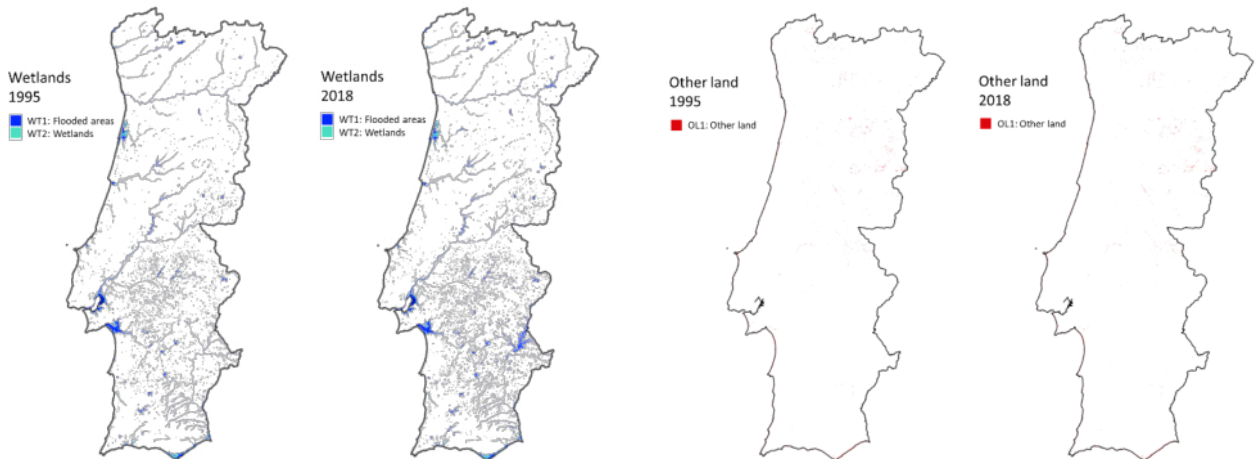 Wetlands
1995
WT1: Flooded areas
WT2: Wetlands
Wetlands
2018
WT1: Flooded areas
WT2: Wetlands
Other land
1995
OL1: Other land
Other land
2018
OL1: Other land